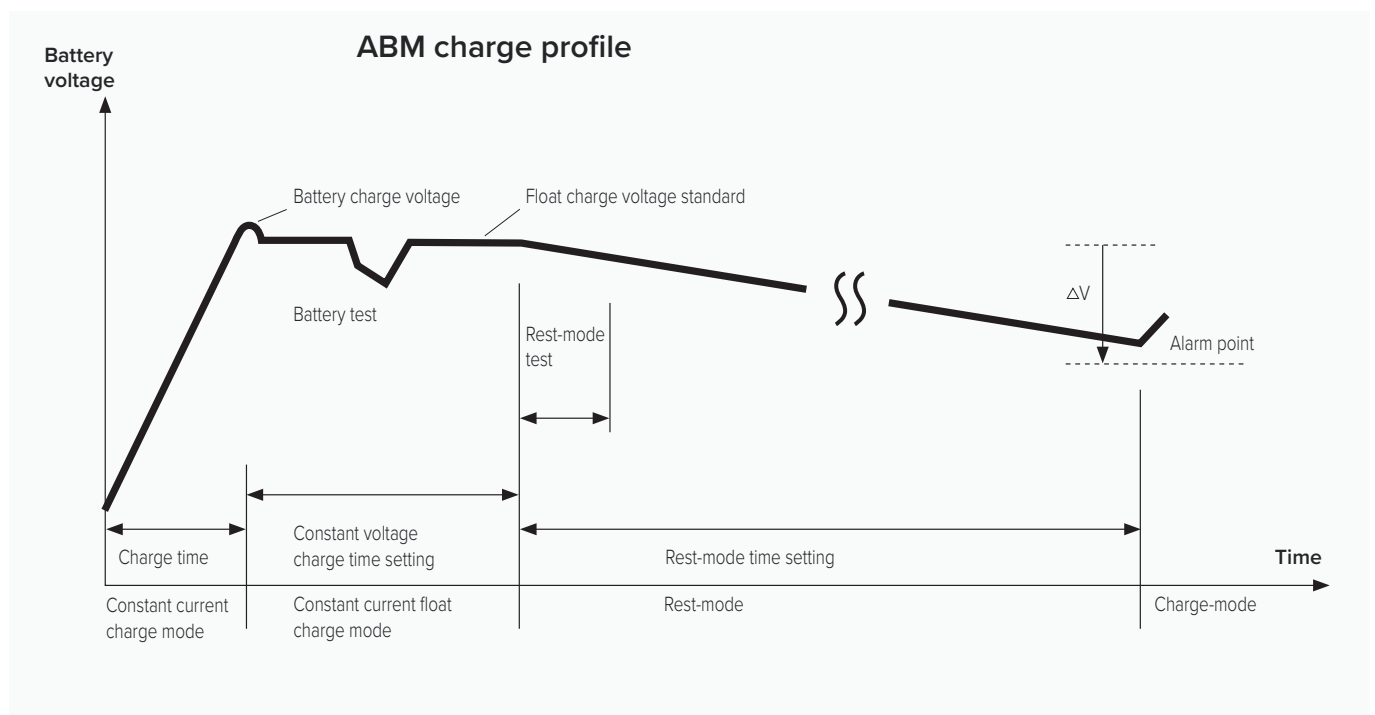 ABM charge profile
Battery
voltage
Battery charge voltage
Float charge voltage standard
Battery test
Rest-mode
test
△V
Alarm point
Charge time
Constant voltage
charge time setting
Rest-mode time setting
Time
Constant current
charge mode
Constant current float
charge mode
Rest-mode
Charge-mode